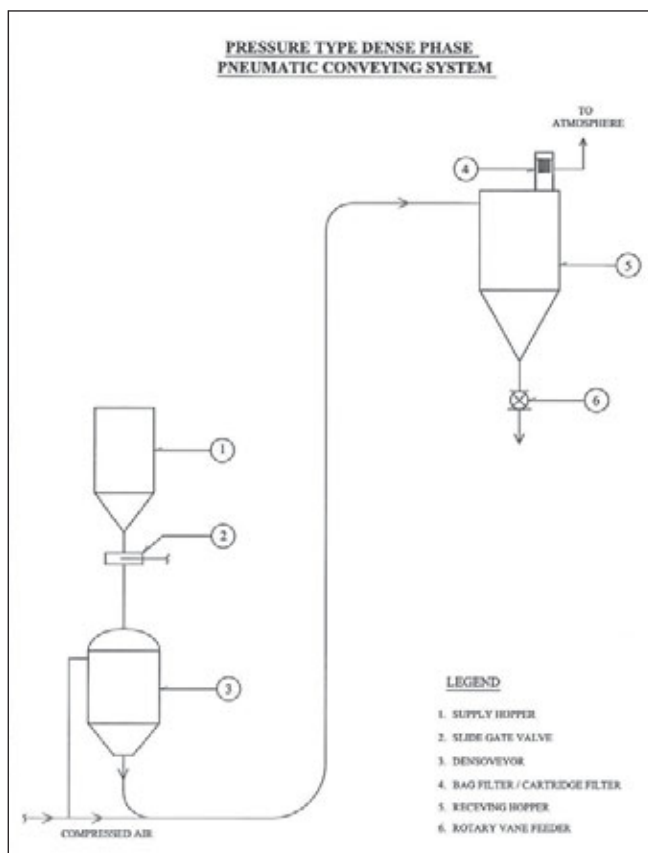 PRESSURE TYPE DENSE PHASE
PNEUMATIC CONVEYING SYSTEM
TO
ATMOSPHERE
4
5
6
1
2
3
COMPRESSED AIR
LEGEND
1. SUPPLY HOPPER
2. SLIDE GATE VALVE
3. DENSOVEYOR
4. BAG FILTER / CARTRIDGE FILTER
5. RECEVING HOPPER
6. ROTARY VANE FEEDER